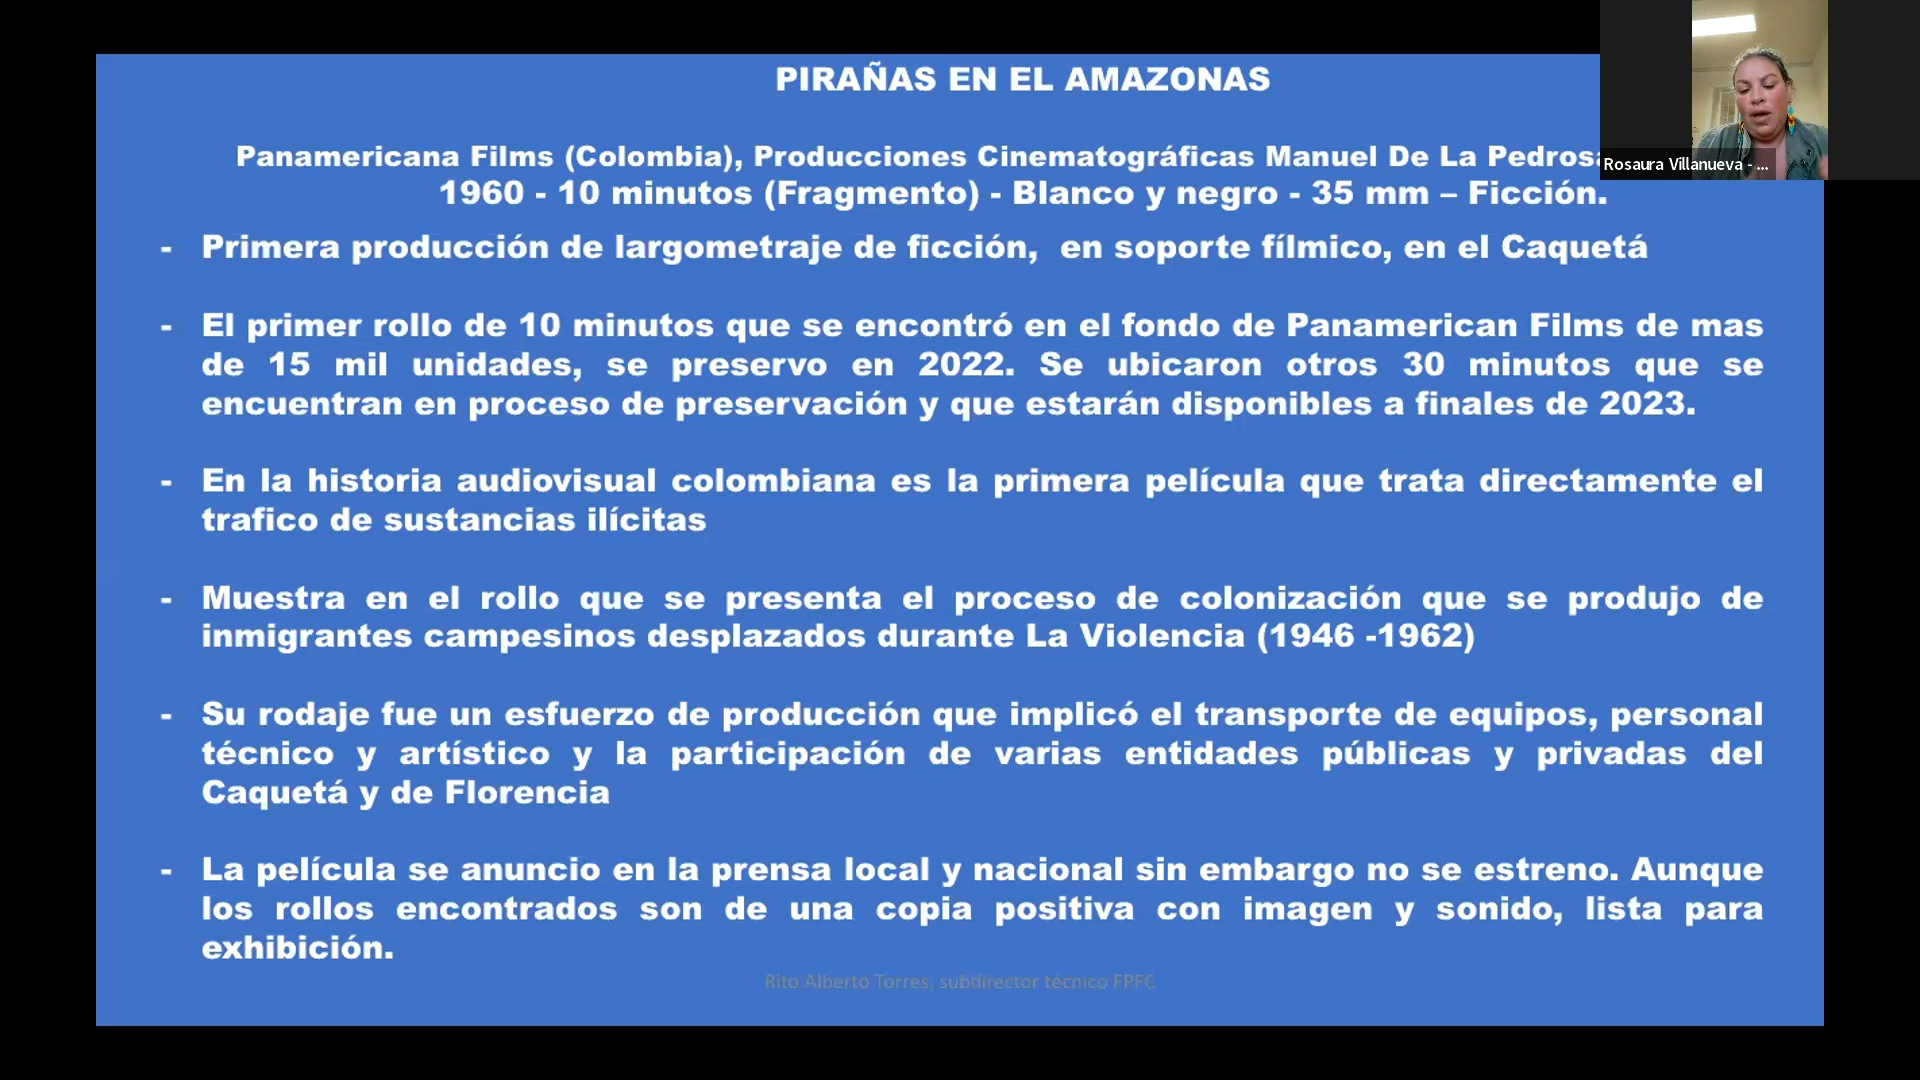 PIRAÑAS EN EL AMAZONAS
Panamericana Films (Colombia), Producciones Cinematográficas Manuel De La Pedrosa
Rosaura Villanueva - ...
1960 - 10 minutos (Fragmento) - Blanco y negro - 35 mm – Ficción.
- Primera producción de largometraje de ficción, en soporte fílmico, en el Caquetá
- El primer rollo de 10 minutos que se encontró en el fondo de Panamerican Films de mas
de 15 mil unidades, se preservo en 2022. Se ubicaron otros 30 minutos que se
encuentran en proceso de preservación y que estarán disponibles a finales de 2023.
- En la historia audiovisual colombiana es la primera película que trata directamente el
trafico de sustancias ilícitas
- Muestra en el rollo que se presenta el proceso de colonización que se produjo de
inmigrantes campesinos desplazados durante La Violencia (1946 -1962)
- Su rodaje fue un esfuerzo de producción que implicó el transporte de equipos, personal
técnico y artístico y la participación de varias entidades públicas y privadas del
Caquetá y de Florencia
- La película se anuncio en la prensa local y nacional sin embargo no se estreno. Aunque
los rollos encontrados son de una copia positiva con imagen y sonido, lista para
exhibición.
Rito Alberto Torres, subdirector técnico FPFC